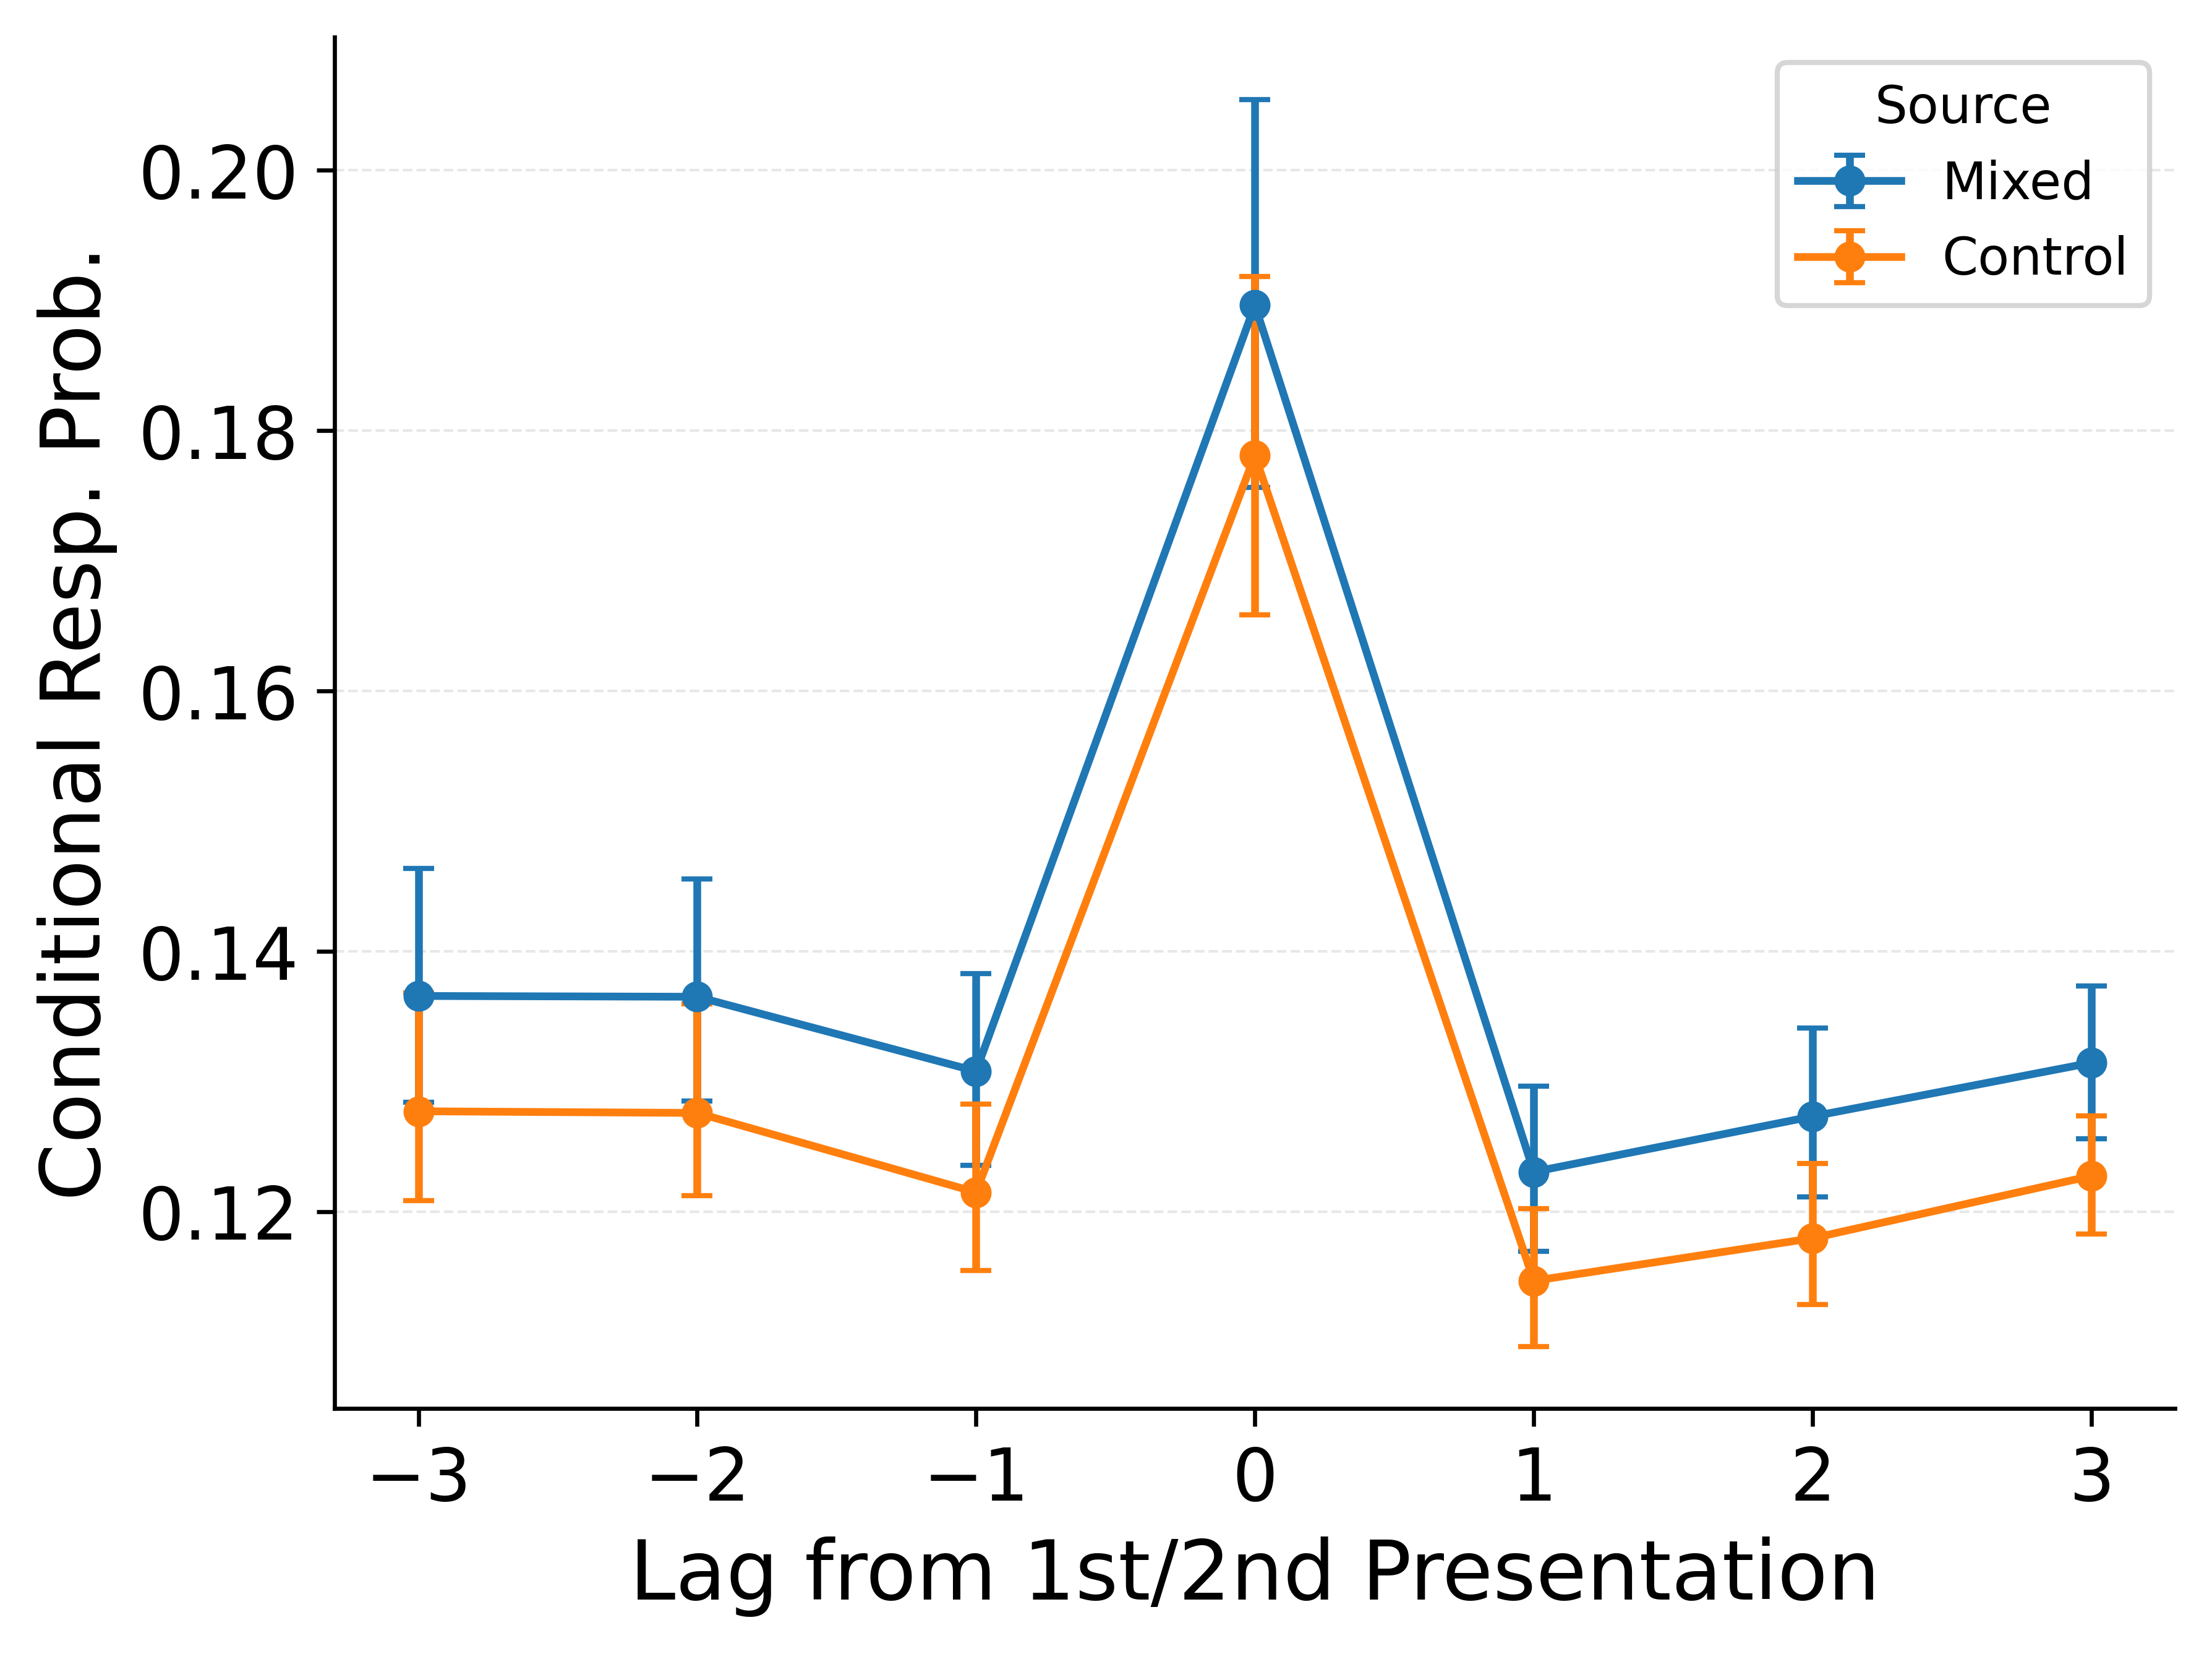 Source
Mixed
Control
Conditional Resp. Prob.
0.20
0.18
0.16
0.14
0.12
−3 −2 −1 0 1 2 3
Lag from 1st/2nd Presentation